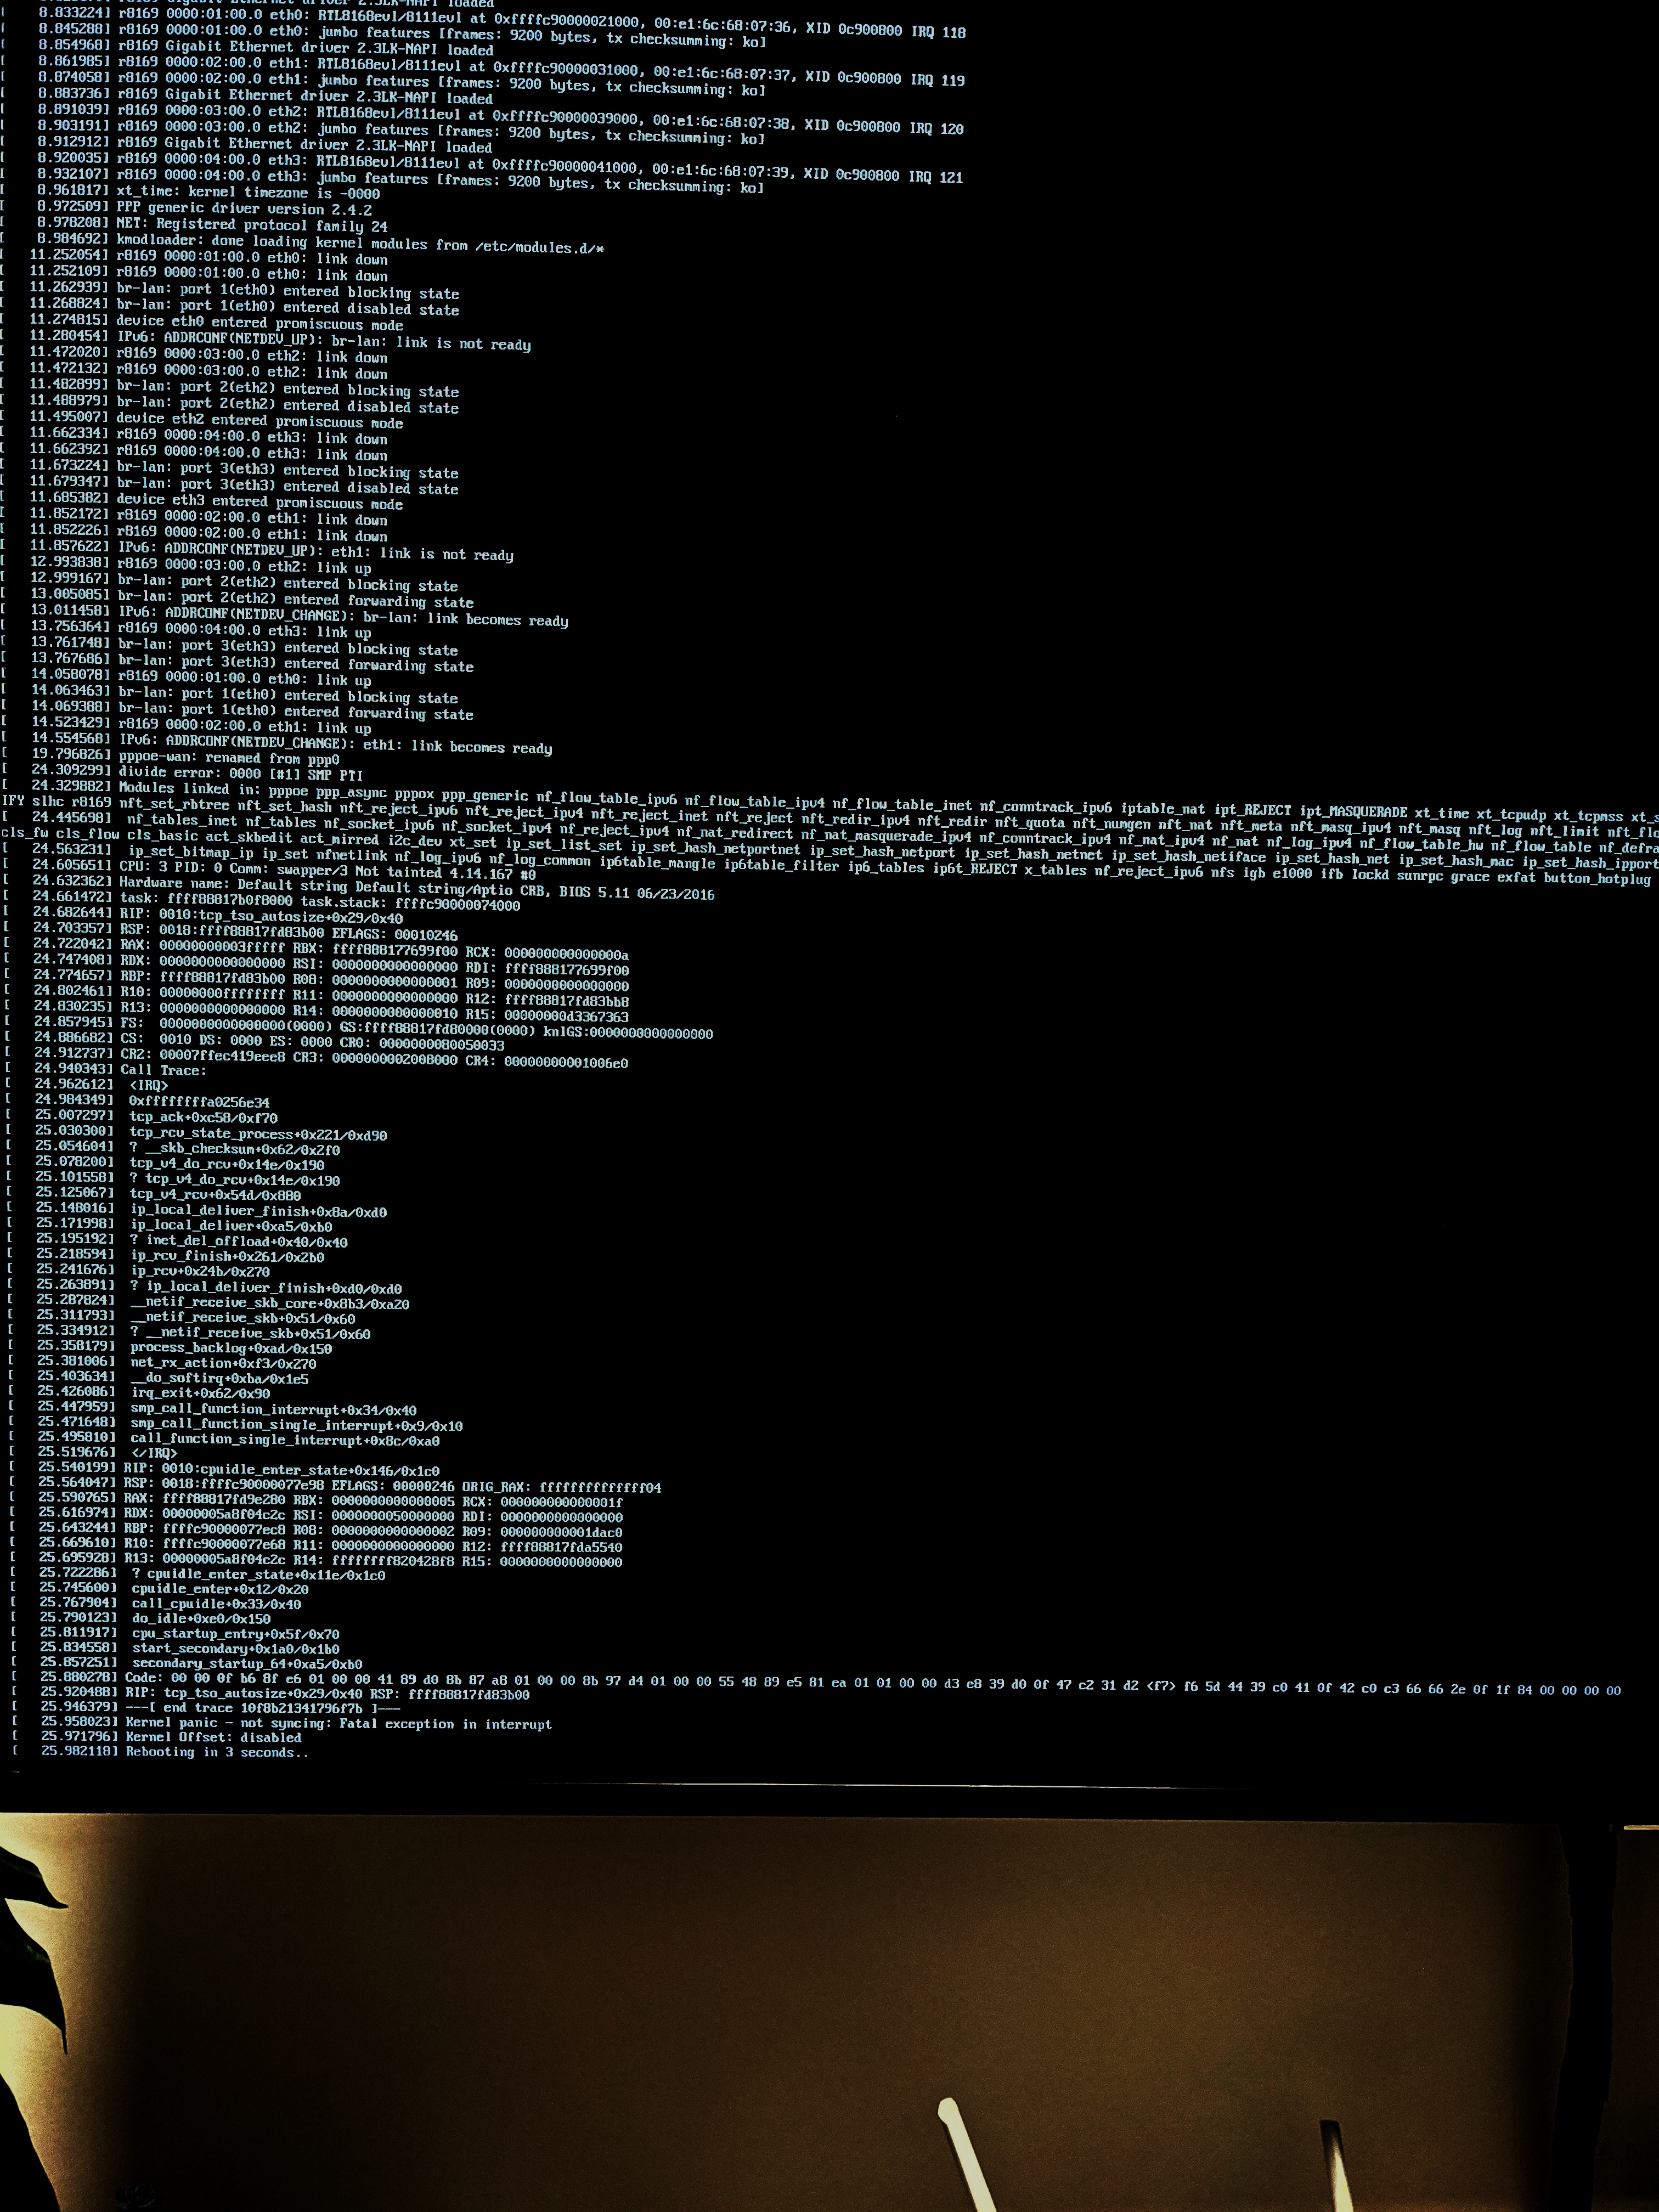 r8169 Gigabit Ethernet driver 2.3LK-NAPI loaded
[    8.833224] r8169 0000:01:00.0 eth0: RTL8168evl/8111evl at 0xffffc90000021000, 00:e1:6c:68:07:36, XID 0c900800 IRQ 118
[    8.845288] r8169 0000:01:00.0 eth0: jumbo features [frames: 9200 bytes, tx checksumming: ko]
[    8.854968] r8169 Gigabit Ethernet driver 2.3LK-NAPI loaded
[    8.861985] r8169 0000:02:00.0 eth1: RTL8168evl/8111evl at 0xffffc90000031000, 00:e1:6c:68:07:37, XID 0c900800 IRQ 119
[    8.874058] r8169 0000:02:00.0 eth1: jumbo features [frames: 9200 bytes, tx checksumming: ko]
[    8.883736] r8169 Gigabit Ethernet driver 2.3LK-NAPI loaded
[    8.891039] r8169 0000:03:00.0 eth2: RTL8168evl/8111evl at 0xffffc90000039000, 00:e1:6c:68:07:38, XID 0c900800 IRQ 120
[    8.903191] r8169 0000:03:00.0 eth2: jumbo features [frames: 9200 bytes, tx checksumming: ko]
[    8.912912] r8169 Gigabit Ethernet driver 2.3LK-NAPI loaded
[    8.920035] r8169 0000:04:00.0 eth3: RTL8168evl/8111evl at 0xffffc90000041000, 00:e1:6c:68:07:39, XID 0c900800 IRQ 121
[    8.932107] r8169 0000:04:00.0 eth3: jumbo features [frames: 9200 bytes, tx checksumming: ko]
[    8.961817] xt_time: kernel timezone is -0000
[    8.972509] PPP generic driver version 2.4.2
[    8.978208] NET: Registered protocol family 24
[    8.984692] kmodloader: done loading kernel modules from /etc/modules.d/*
[   11.252054] r8169 0000:01:00.0 eth0: link down
[   11.252109] r8169 0000:01:00.0 eth0: link down
[   11.262939] br-lan: port 1(eth0) entered blocking state
[   11.268824] br-lan: port 1(eth0) entered disabled state
[   11.274815] device eth0 entered promiscuous mode
[   11.280454] IPv6: ADDRCONF(NETDEV_UP): br-lan: link is not ready
[   11.472020] r8169 0000:03:00.0 eth2: link down
[   11.472132] r8169 0000:03:00.0 eth2: link down
[   11.482899] br-lan: port 2(eth2) entered blocking state
[   11.488979] br-lan: port 2(eth2) entered disabled state
[   11.495007] device eth2 entered promiscuous mode
[   11.662334] r8169 0000:04:00.0 eth3: link down
[   11.662392] r8169 0000:04:00.0 eth3: link down
[   11.673224] br-lan: port 3(eth3) entered blocking state
[   11.679347] br-lan: port 3(eth3) entered disabled state
[   11.685382] device eth3 entered promiscuous mode
[   11.852172] r8169 0000:02:00.0 eth1: link down
[   11.852226] r8169 0000:02:00.0 eth1: link down
[   11.857622] IPv6: ADDRCONF(NETDEV_UP): eth1: link is not ready
[   12.993838] r8169 0000:03:00.0 eth2: link up
[   12.999167] br-lan: port 2(eth2) entered blocking state
[   13.005085] br-lan: port 2(eth2) entered forwarding state
[   13.011458] IPv6: ADDRCONF(NETDEV_CHANGE): br-lan: link becomes ready
[   13.756364] r8169 0000:04:00.0 eth3: link up
[   13.761748] br-lan: port 3(eth3) entered blocking state
[   13.767686] br-lan: port 3(eth3) entered forwarding state
[   14.058078] r8169 0000:01:00.0 eth0: link up
[   14.063463] br-lan: port 1(eth0) entered blocking state
[   14.069388] br-lan: port 1(eth0) entered forwarding state
[   14.523429] r8169 0000:02:00.0 eth1: link up
[   14.554568] IPv6: ADDRCONF(NETDEV_CHANGE): eth1: link becomes ready
[   19.796826] pppoe-wan: renamed from ppp0
[   24.309299] divide error: 0000 [#1] SMP PTI
[   24.329882] Modules linked in: pppoe ppp_async pppox ppp_generic nf_flow_table_ipv6 nf_flow_table_ipv4 nf_flow_table_inet nf_conntrack_ipv6 iptable_nat ipt_REJECT ipt_MASQUERADE xt_time xt_tcpudp xt_tcpmss xt_s
IFY slhc r8169 nft_set_rbtree nft_set_hash nft_reject_ipv6 nft_reject_ipv4 nft_reject_inet nft_reject nft_redir_ipv4 nft_redir nft_quota nft_numgen nft_nat nft_meta nft_masq_ipv4 nft_masq nft_log nft_limit nft_flo
[   24.445698]  nf_tables_inet nf_tables nf_socket_ipv6 nf_socket_ipv4 nf_reject_ipv4 nf_nat_redirect nf_nat_masquerade_ipv4 nf_conntrack_ipv4 nf_nat_ipv4 nf_nat nf_log_ipv4 nf_flow_table_hw nf_flow_table nf_defra
cls_fw cls_flow cls_basic act_skbedit act_mirred i2c_dev xt_set ip_set_list_set ip_set_hash_netportnet ip_set_hash_netport ip_set_hash_netnet ip_set_hash_netiface ip_set_hash_net ip_set_hash_mac ip_set_hash_ipport
[   24.563231]  ip_set_bitmap_ip ip_set nfnetlink nf_log_ipv6 nf_log_common ip6table_mangle ip6table_filter ip6_tables ip6t_REJECT x_tables nf_reject_ipv6 nfs igb e1000 ifb lockd sunrpc grace exfat button_hotplug
[   24.605651] CPU: 3 PID: 0 Comm: swapper/3 Not tainted 4.14.167 #0
[   24.632362] Hardware name: Default string Default string/Aptio CRB, BIOS 5.11 06/23/2016
[   24.661472] task: ffff88817b0f8000 task.stack: ffffc90000074000
[   24.682644] RIP: 0010:tcp_tso_autosize+0x29/0x40
[   24.703357] RSP: 0018:ffff88817fd83b00 EFLAGS: 00010246
[   24.722042] RAX: 00000000003fffff RBX: ffff888177699f00 RCX: 000000000000000a
[   24.747408] RDX: 0000000000000000 RSI: 0000000000000000 RDI: ffff888177699f00
[   24.774657] RBP: ffff88817fd83b00 R08: 0000000000000001 R09: 0000000000000000
[   24.802461] R10: 00000000ffffffff R11: 0000000000000000 R12: ffff88817fd83bb8
[   24.830235] R13: 0000000000000000 R14: 0000000000000010 R15: 00000000d3367363
[   24.857945] FS:  0000000000000000(0000) GS:ffff88817fd80000(0000) knlGS:0000000000000000
[   24.886682] CS:  0010 DS: 0000 ES: 0000 CR0: 0000000080050033
[   24.912737] CR2: 00007ffec419eee8 CR3: 0000000002008000 CR4: 00000000001006e0
[   24.940343] Call Trace:
[   24.962612]  <IRQ>
[   24.984349]  0xffffffffa0256e34
[   25.007297]  tcp_ack+0xc58/0xf70
[   25.030300]  tcp_rcv_state_process+0x221/0xd90
[   25.054604]  ? __skb_checksum+0x62/0x2f0
[   25.078200]  tcp_v4_do_rcv+0x14e/0x190
[   25.101558]  ? tcp_v4_do_rcv+0x14e/0x190
[   25.125067]  tcp_v4_rcv+0x54d/0x880
[   25.148016]  ip_local_deliver_finish+0x8a/0xd0
[   25.171998]  ip_local_deliver+0xa5/0xb0
[   25.195192]  ? inet_del_offload+0x40/0x40
[   25.218594]  ip_rcv_finish+0x261/0x2b0
[   25.241676]  ip_rcv+0x24b/0x270
[   25.263891]  ? ip_local_deliver_finish+0xd0/0xd0
[   25.287824]  __netif_receive_skb_core+0x8b3/0xa20
[   25.311793]  __netif_receive_skb+0x51/0x60
[   25.334912]  ? __netif_receive_skb+0x51/0x60
[   25.358179]  process_backlog+0xad/0x150
[   25.381006]  net_rx_action+0xf3/0x270
[   25.403634]  __do_softirq+0xba/0x1e5
[   25.426086]  irq_exit+0x62/0x90
[   25.447959]  smp_call_function_interrupt+0x34/0x40
[   25.471648]  smp_call_function_single_interrupt+0x9/0x10
[   25.495810]  call_function_single_interrupt+0x8c/0xa0
[   25.519676]  </IRQ>
[   25.540199] RIP: 0010:cpuidle_enter_state+0x146/0x1c0
[   25.564047] RSP: 0018:ffffc90000077e98 EFLAGS: 00000246 ORIG_RAX: ffffffffffffff04
[   25.590765] RAX: ffff88817fd9e280 RBX: 0000000000000005 RCX: 000000000000001f
[   25.616974] RDX: 00000005a8f04c2c RSI: 0000000050000000 RDI: 0000000000000000
[   25.643244] RBP: ffffc90000077ec8 R08: 0000000000000002 R09: 000000000001dac0
[   25.669610] R10: ffffc90000077e68 R11: 0000000000000000 R12: ffff88817fda5540
[   25.695928] R13: 00000005a8f04c2c R14: ffffffff820428f8 R15: 0000000000000000
[   25.722286]  ? cpuidle_enter_state+0x11e/0x1c0
[   25.745600]  cpuidle_enter+0x12/0x20
[   25.767904]  call_cpuidle+0x33/0x40
[   25.790123]  do_idle+0xe0/0x150
[   25.811917]  cpu_startup_entry+0x5f/0x70
[   25.834558]  start_secondary+0x1a0/0x1b0
[   25.857251]  secondary_startup_64+0xa5/0xb0
[   25.880278] Code: 00 00 0f b6 8f e6 01 00 00 41 89 d0 8b 87 a8 01 00 00 8b 97 d4 01 00 00 55 48 89 e5 81 ea 01 01 00 00 d3 e8 39 d0 0f 47 c2 31 d2 <f7> f6 5d 44 39 c0 41 0f 42 c0 c3 66 66 2e 0f 1f 84 00 00 00 00
[   25.920488] RIP: tcp_tso_autosize+0x29/0x40 RSP: ffff88817fd83b00
[   25.946379] ---[ end trace 10f8b21341796f7b ]---
[   25.958023] Kernel panic - not syncing: Fatal exception in interrupt
[   25.971796] Kernel Offset: disabled
[   25.982118] Rebooting in 3 seconds..